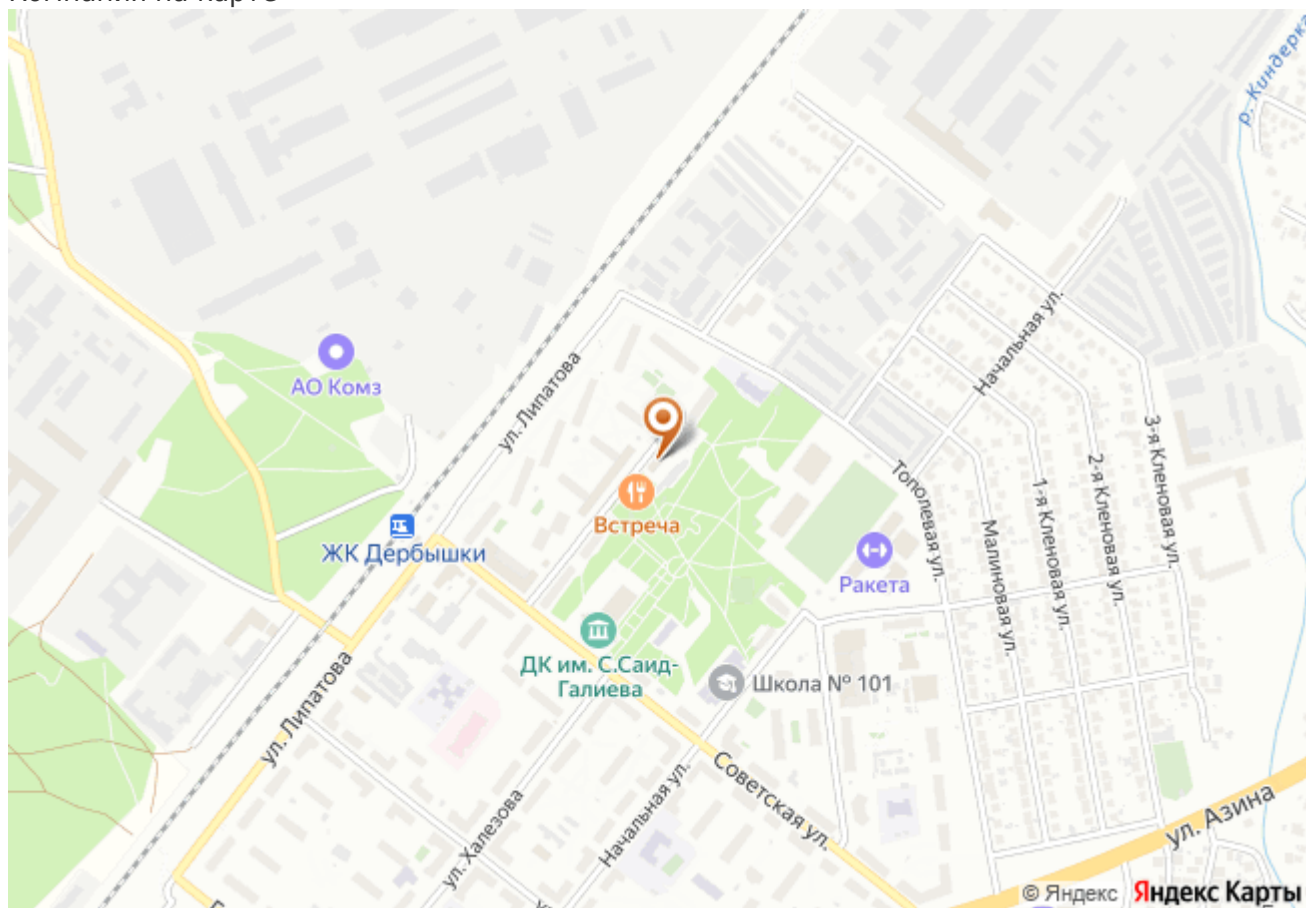 р. Киндерка
АО Комз
ул. Липатова
Начальная ул.
3-я Кленовая ул.
2-я Кленовая ул.
1-я Кленовая ул.
Тополевая ул.
Малиновая ул.
Встреча
ЖК Дербышки
Ракета
ДК им. С.Саид-
Галиева
Школа № 101
ул. Липатова
Советская ул.
ул. Халезова
Начальная ул.
ул. Азина
© Яндекс Яндекс Карты